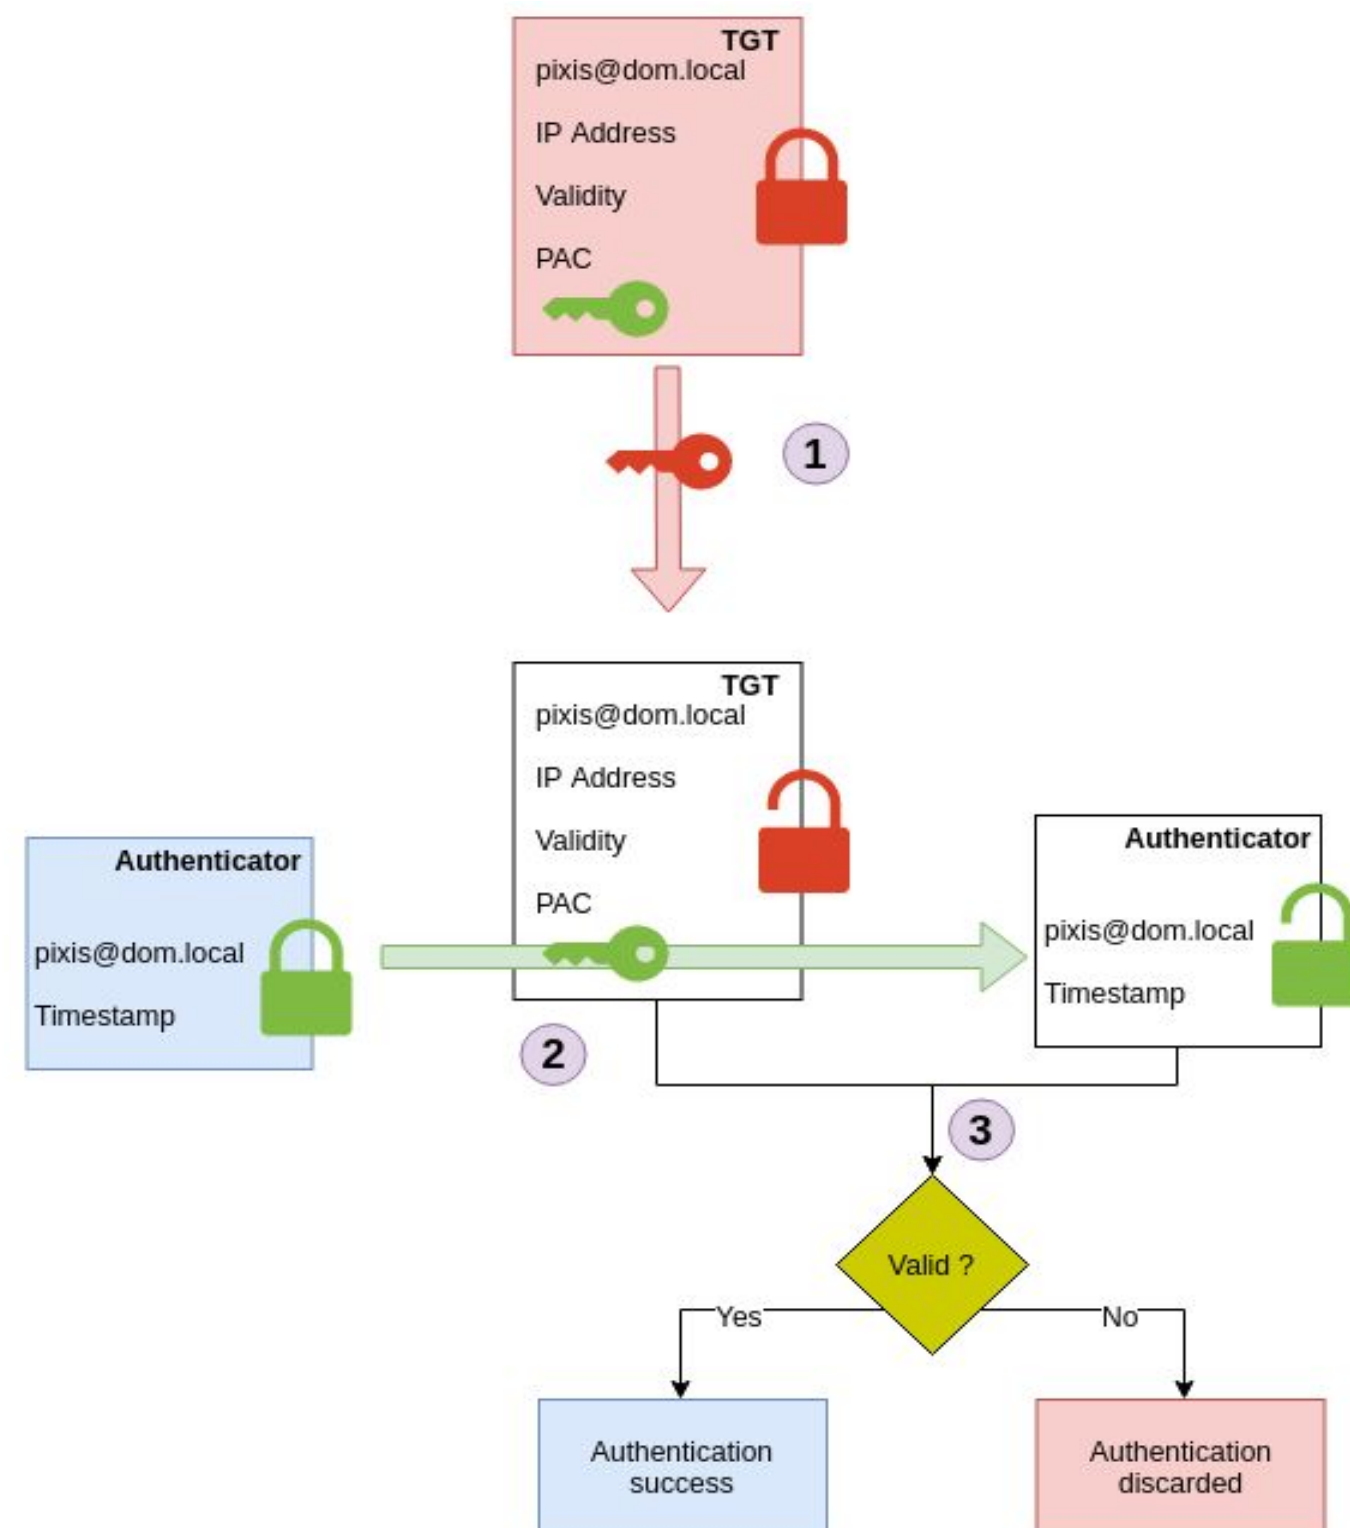 TGT
pixis@dom.local
IP Address
Validity
PAC
1
TGT
pixis@dom.local
IP Address
Validity
PAC
Authenticator
pixis@dom.local
Timestamp
Authenticator
pixis@dom.local
Timestamp
2
3
Valid ?
Yes
No
Authentication
success
Authentication
discarded